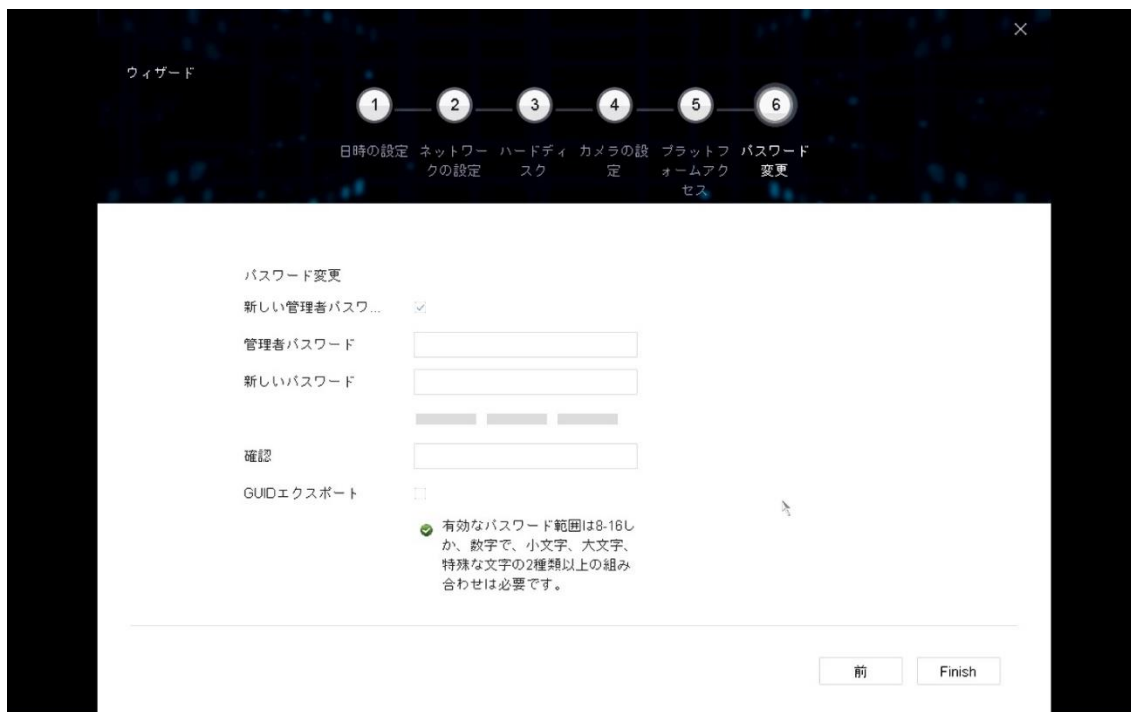 ×
ウィザード
1 2 3 4 5 6
日時の設定 ネットワー ハードディ カメラの設 プラットフ パスワード
クの設定 スク 定 ォームアク 変更
セス
パスワード変更
新しい管理者パスワ...
管理者パスワード
新しいパスワード
確認
GUIDエクスポート
有効なパスワード範囲は8-16し
か、数字で、小文字、大文字、
特殊な文字の2種類以上の組み
合わせは必要です。
前 Finish